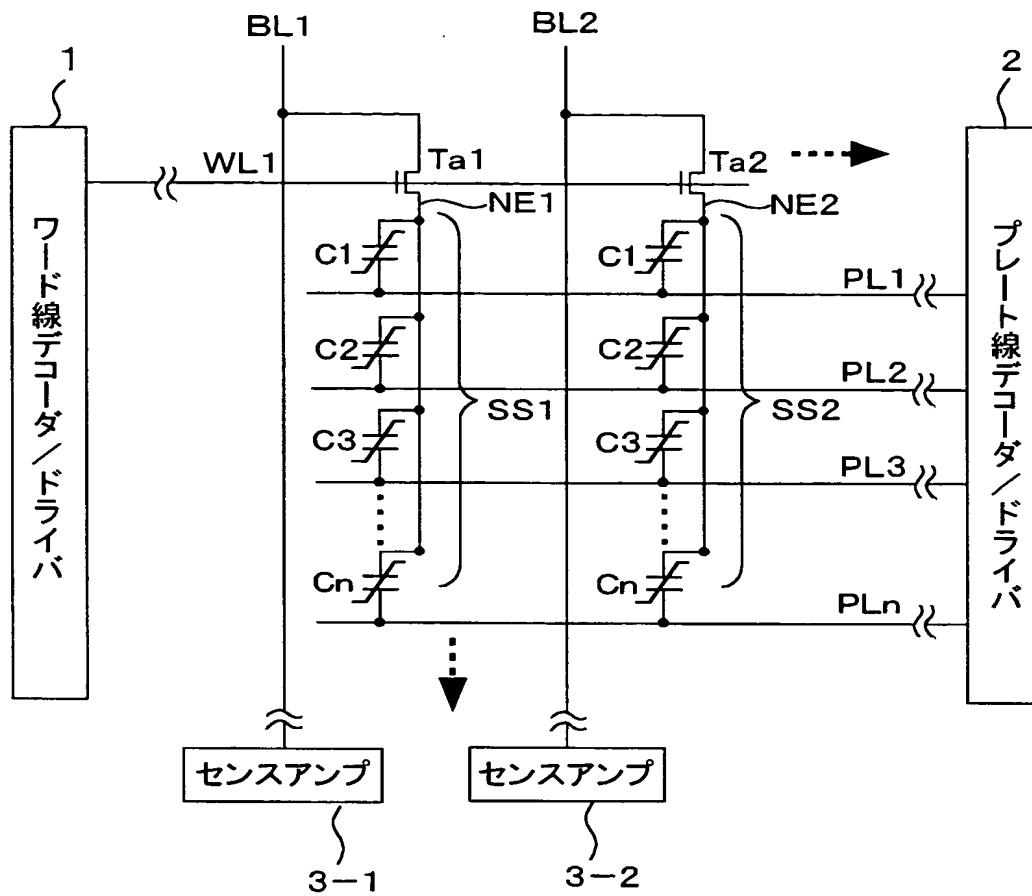 BL1
BL2
1
2
WL1
Ta1
Ta2
NE1
NE2
ワード線デコーダ/ドライバ
プレート線デコーダ/ドライバ
C1
C1
PL1
C2
C2
PL2
SS1
SS2
C3
C3
PL3
Cn
Cn
PLn
センスアンプ
センスアンプ
3-1
3-2